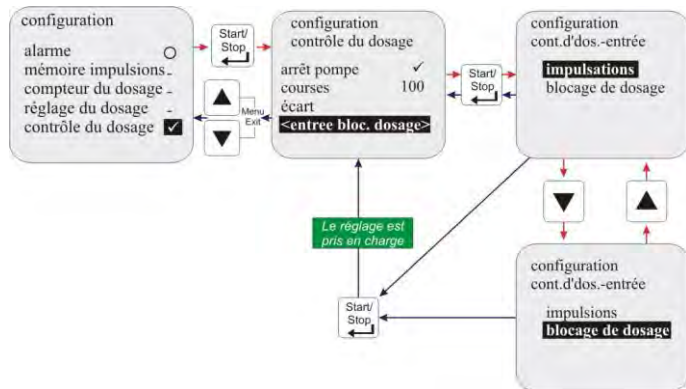 configuration
alarme
mémoire impulsions
compteur du dosage
réglage du dosage
contrôle du dosage ✓
Start/
Stop
Menu
Exit
configuration
contrôle du dosage
arrêt pompe ✓
courses 100
écart
<entree bloc. dosage>
Start/
Stop
configuration
cont.d'dos.-entrée
impulsations
blocage de dosage
Le réglage est
pris en charge
Start/
Stop
configuration
cont.d'dos.-entrée
impulsions
blocage de dosage